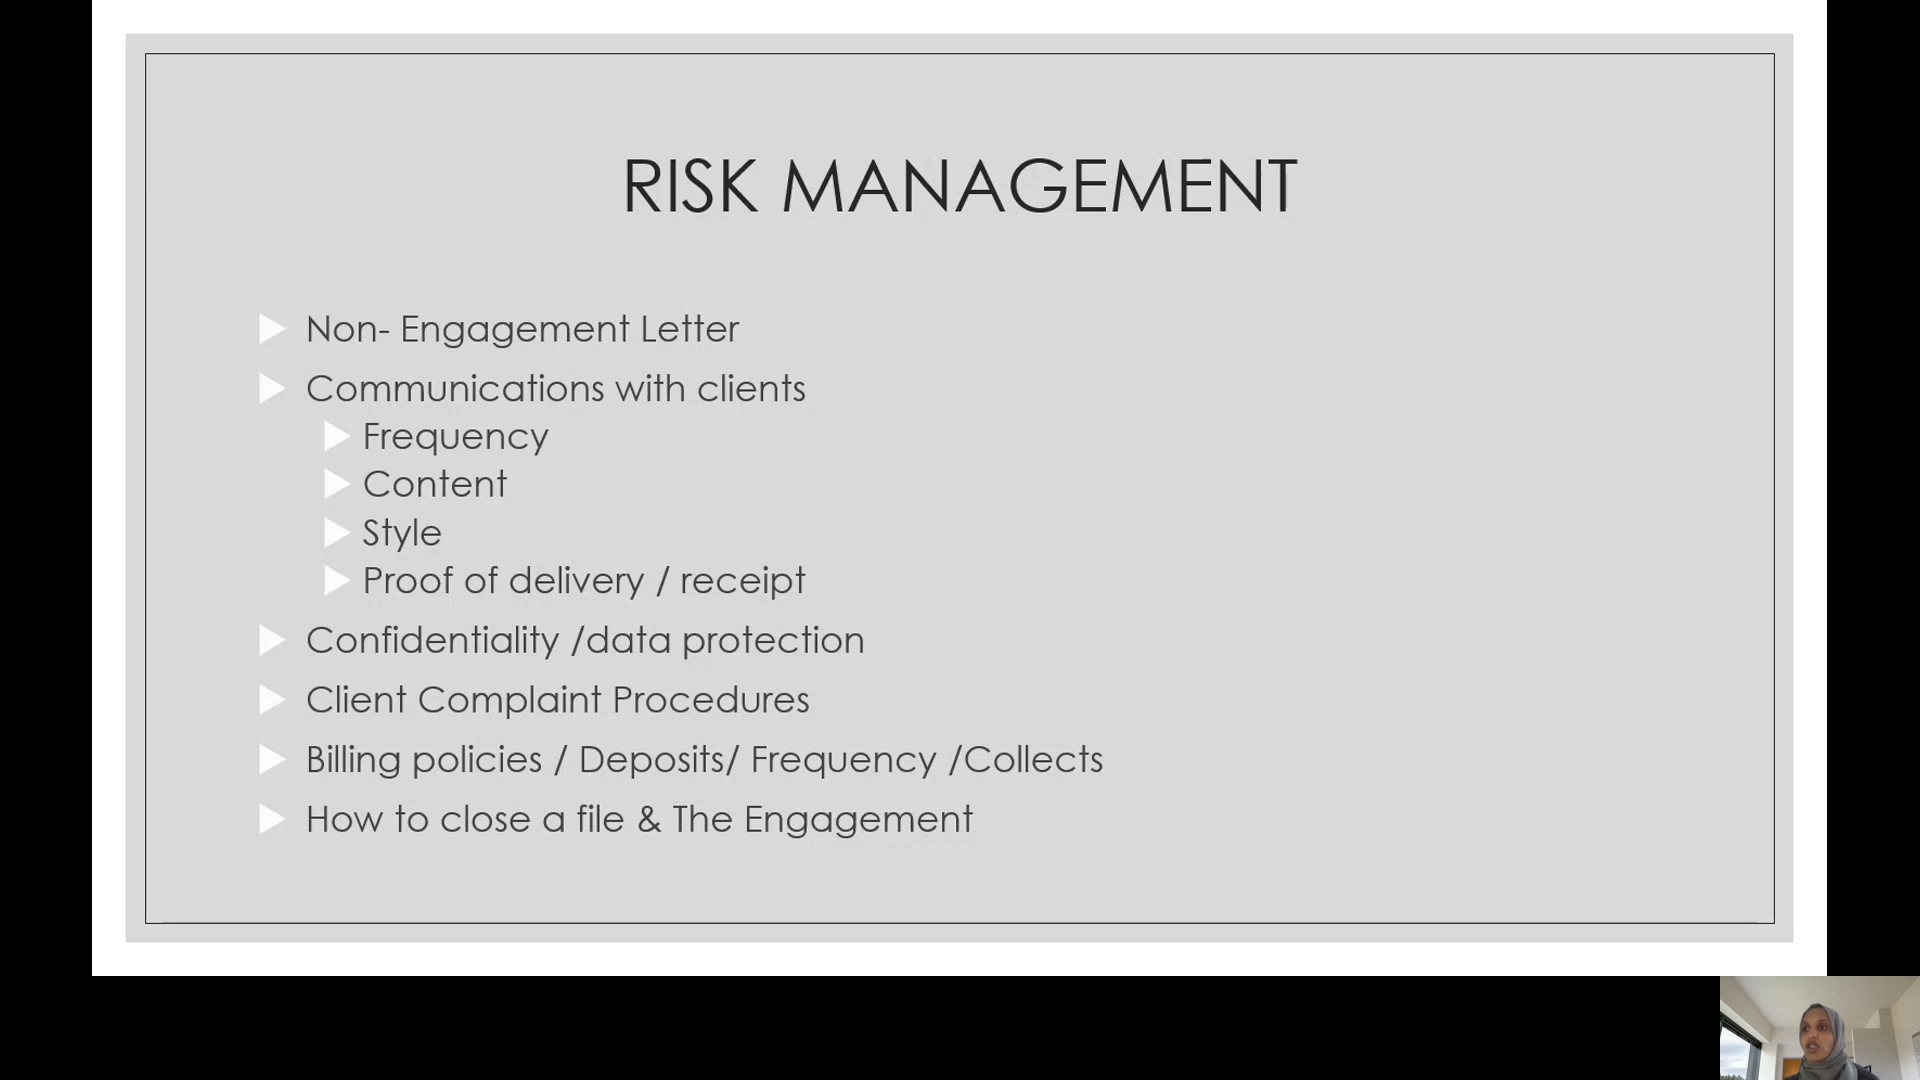 RISK MANAGEMENT
Non- Engagement Letter
Communications with clients
Frequency
Content
Style
Proof of delivery / receipt
Confidentiality /data protection
Client Complaint Procedures
Billing policies / Deposits/ Frequency /Collects
How to close a file & The Engagement